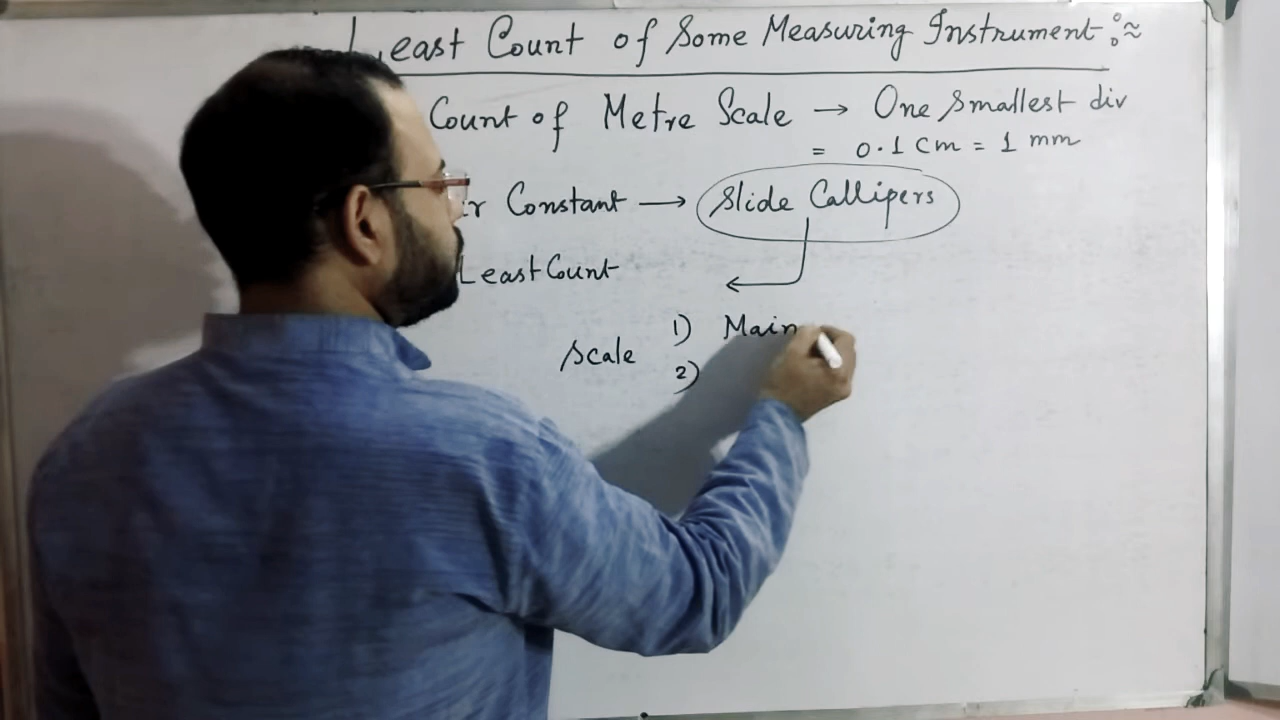 Least Count of Some Measuring Instrument :≈
Count of Metre Scale → One Smallest div
= 0.1 cm = 1 mm
Constant → Slide Callipers
Least Count
Scale
1) Main
2)